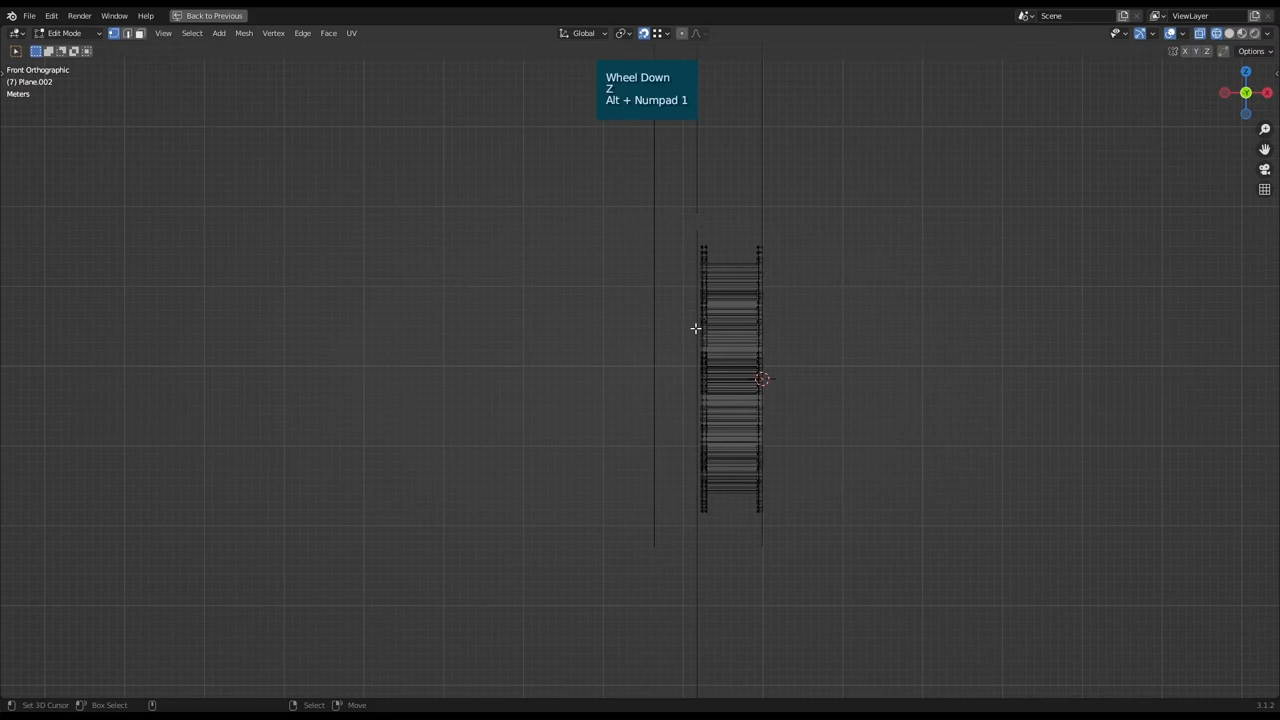 File Edit Render Window Help Back to Previous Scene ViewLayer
Edit Mode View Select Add Mesh Vertex Edge Face UV Global
X Y Z Options
Front Orthographic
(7) Plane.002
Meters
Wheel Down
Z
Alt + Numpad 1
Z
Y
X
Set 3D Cursor Box Select Select Move 3.1.2